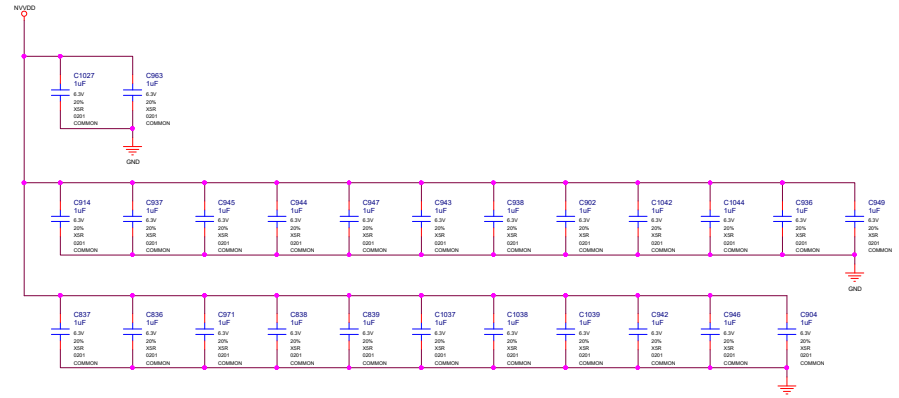 NVVDD
C1027 C963
1uF 1uF
6.3V 6.3V
20% 20%
X5R X5R
0201 0201
COMMON COMMON
GND
C914 C937 C945 C944 C947 C943 C938 C902 C1042 C1044 C936 C949
1uF 1uF 1uF 1uF 1uF 1uF 1uF 1uF 1uF 1uF 1uF 1uF
6.3V 6.3V 6.3V 6.3V 6.3V 6.3V 6.3V 6.3V 6.3V 6.3V 6.3V 6.3V
20% 20% 20% 20% 20% 20% 20% 20% 20% 20% 20% 20%
X5R X5R X5R X5R X5R X5R X5R X5R X5R X5R X5R X5R
0201 0201 0201 0201 0201 0201 0201 0201 0201 0201 0201 0201
COMMON COMMON COMMON COMMON COMMON COMMON COMMON COMMON COMMON COMMON COMMON COMMON
GND
C837 C836 C971 C838 C839 C1037 C1038 C1039 C942 C946 C904
1uF 1uF 1uF 1uF 1uF 1uF 1uF 1uF 1uF 1uF 1uF
6.3V 6.3V 6.3V 6.3V 6.3V 6.3V 6.3V 6.3V 6.3V 6.3V 6.3V
20% 20% 20% 20% 20% 20% 20% 20% 20% 20% 20%
X5R X5R X5R X5R X5R X5R X5R X5R X5R X5R X5R
0201 0201 0201 0201 0201 0201 0201 0201 0201 0201 0201
COMMON COMMON COMMON COMMON COMMON COMMON COMMON COMMON COMMON COMMON COMMON